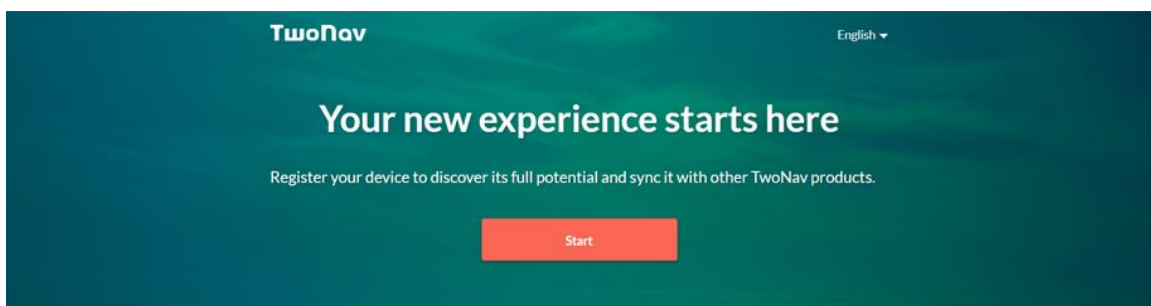 TwoNav
English
Your new experience starts here
Register your device to discover its full potential and sync it with other TwoNav products.
Start